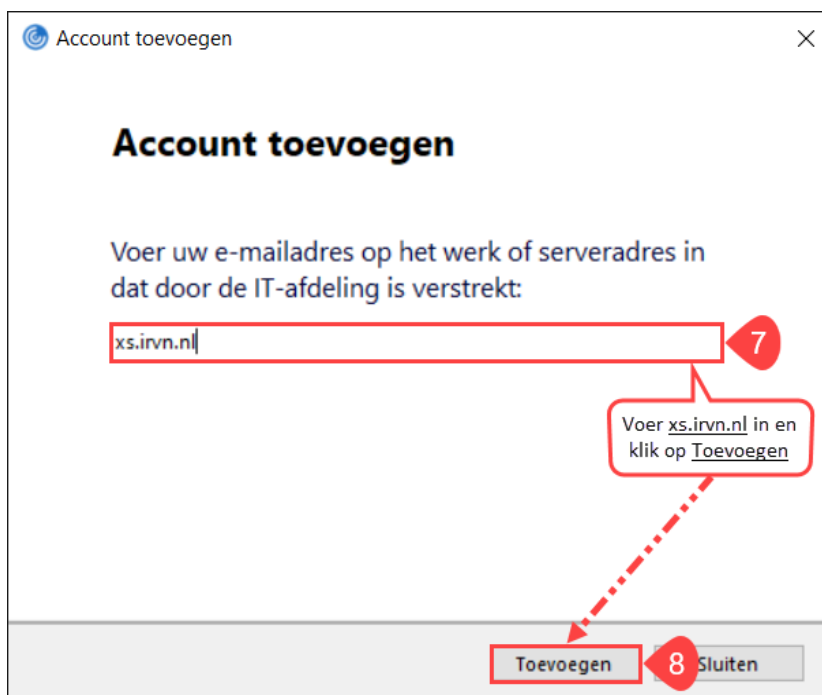 Account toevoegen
Account toevoegen
Voer uw e-mailadres op het werk of serveradres in
dat door de IT-afdeling is verstrekt:
xs.irvn.nl
7
Voer xs.irvn.nl in en
klik op Toevoegen
Toevoegen 8 Sluiten